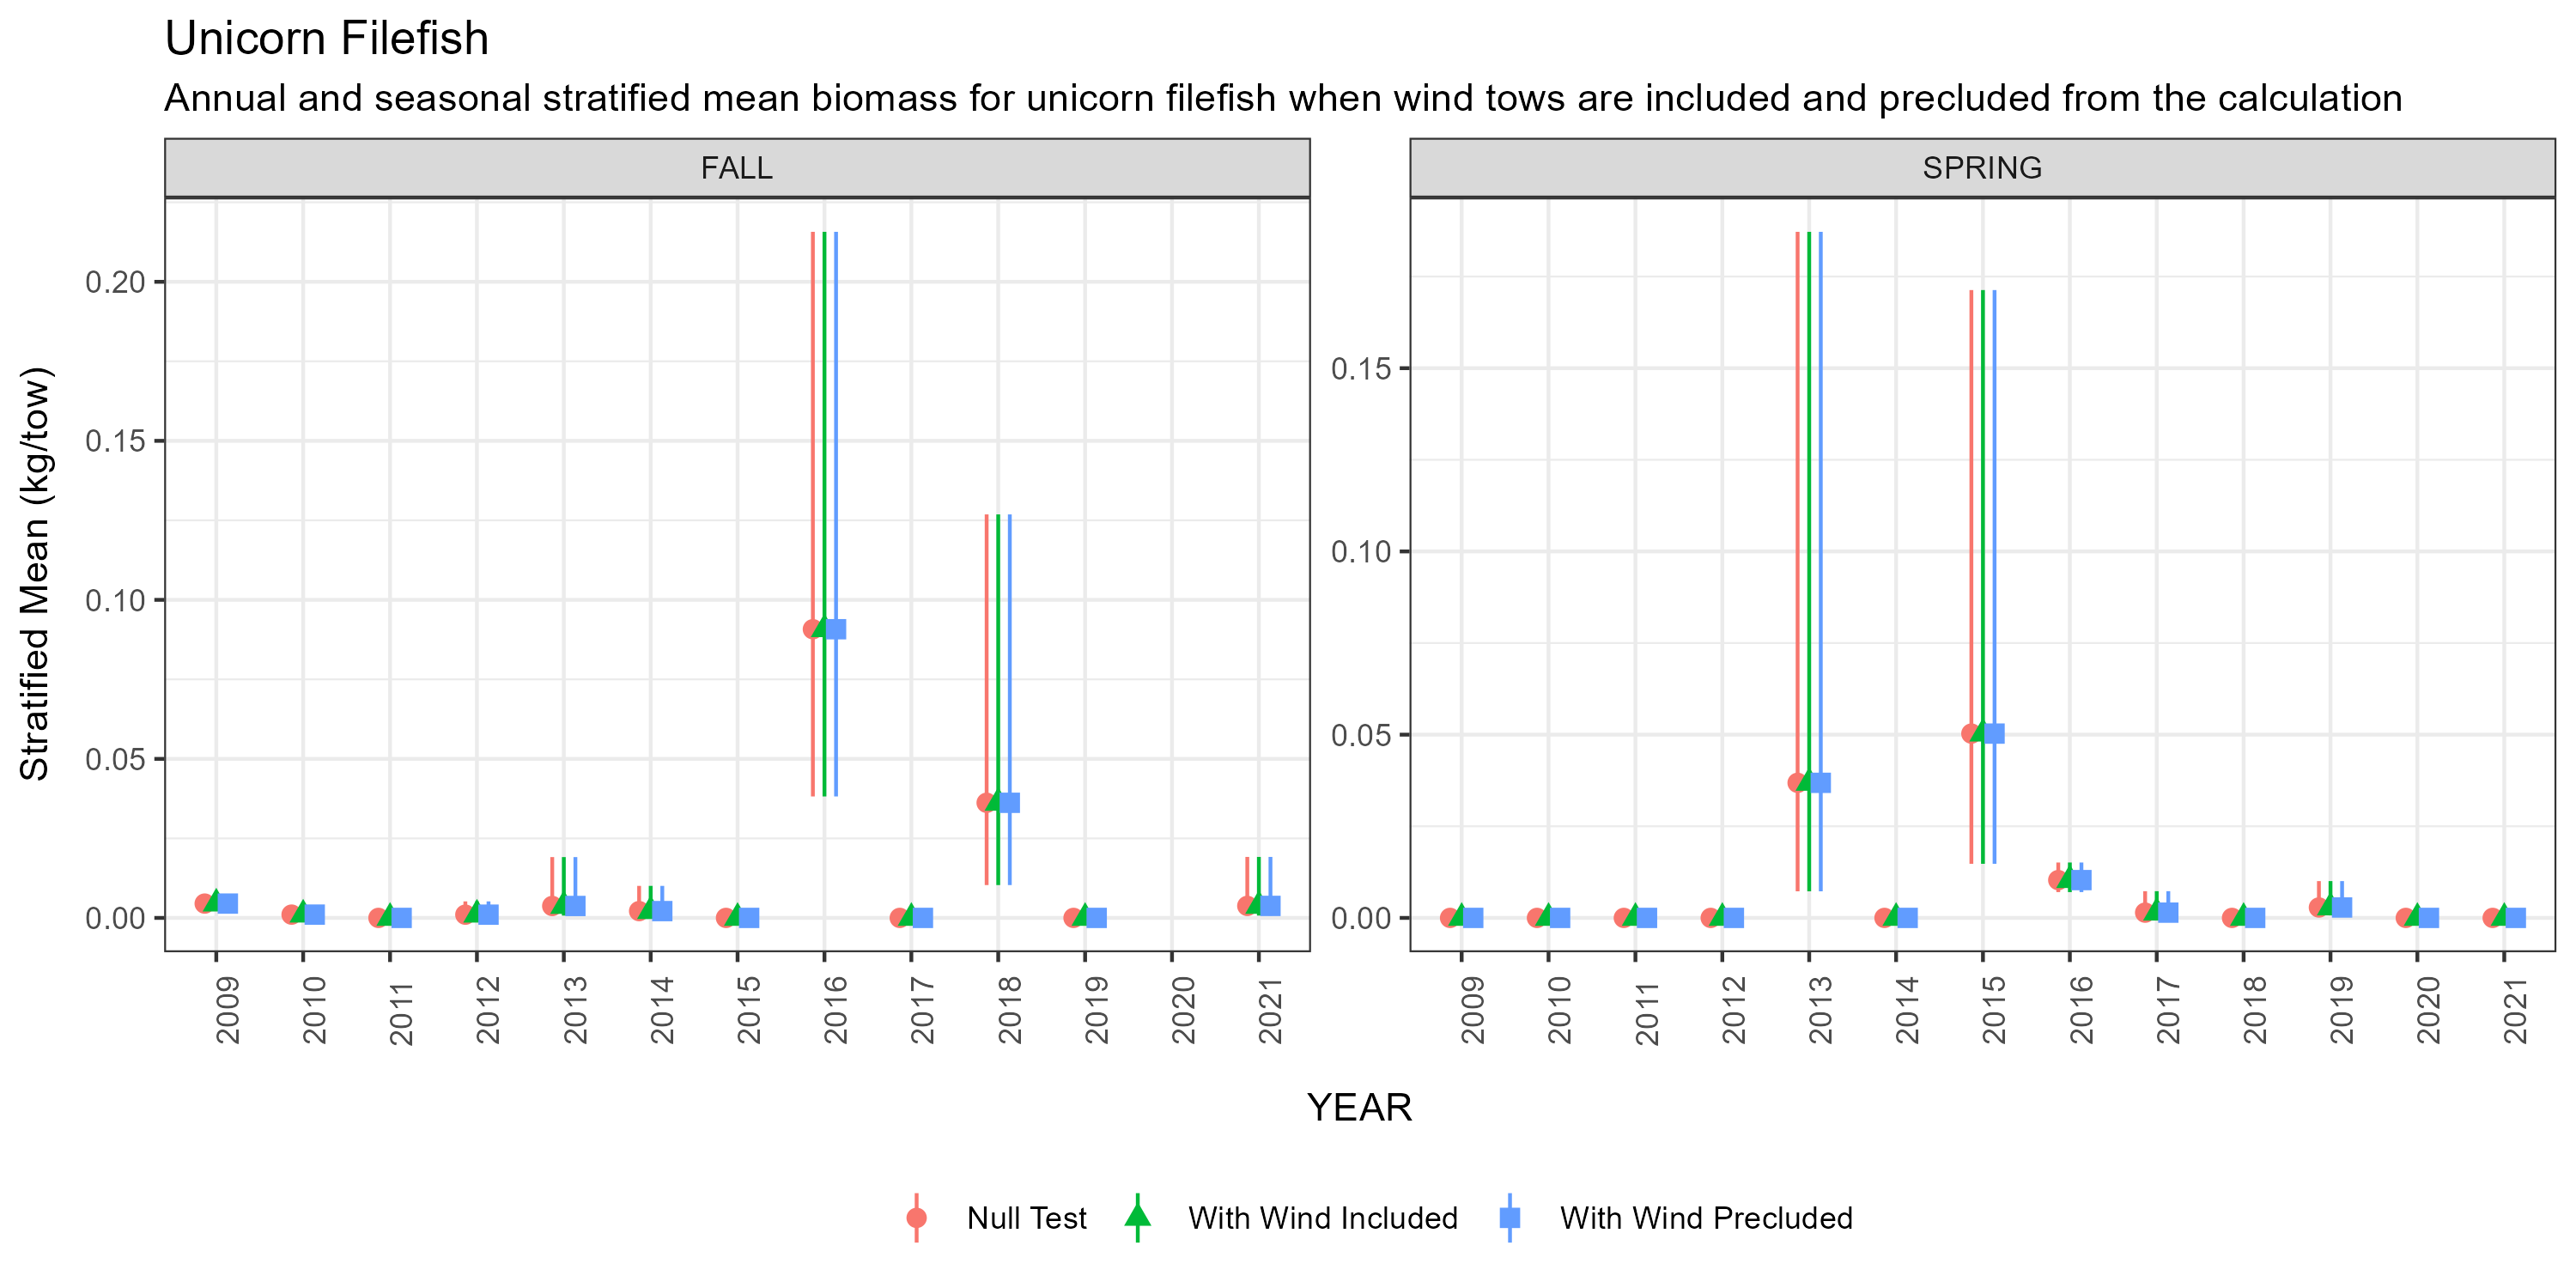 Unicorn Filefish
Annual and seasonal stratified mean biomass for unicorn filefish when wind tows are included and precluded from the calculation
FALL
SPRING
Stratified Mean (kg/tow)
0.20
0.15
0.10
0.05
0.00
0.15
0.10
0.05
0.00
2009 2010 2011 2012 2013 2014 2015 2016 2017 2018 2019 2020 2021
2009 2010 2011 2012 2013 2014 2015 2016 2017 2018 2019 2020 2021
YEAR
Null Test With Wind Included With Wind Precluded